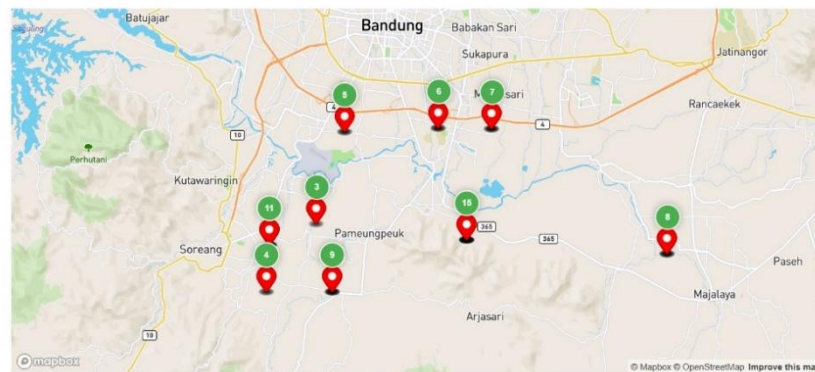 Batujajar
Bandung
Babakan Sari
Sukapura
Jatinangor
Rancaekek
5
6
7
4
4
10
Perhutani
Kutawaringin
3
11
15
8
Soreang
Pameungpeuk
365
365
Paseh
4
9
Majalaya
Arjasari
10
mapbox
© Mapbox © OpenStreetMap Improve this ma